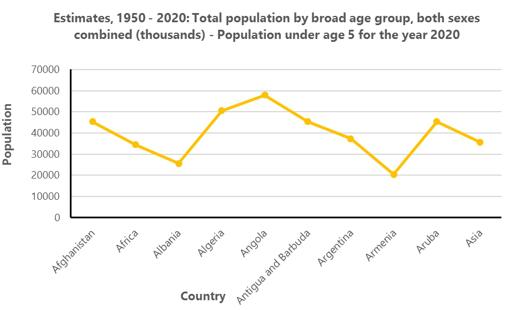 Estimates, 1950 - 2020: Total population by broad age group, both sexes
combined (thousands) - Population under age 5 for the year 2020
Population
70000
60000
50000
40000
30000
20000
10000
0
Afghanistan
Africa
Albania
Algeria
Angola
Antigua and Barbuda
Argentina
Armenia
Aruba
Asia
Country